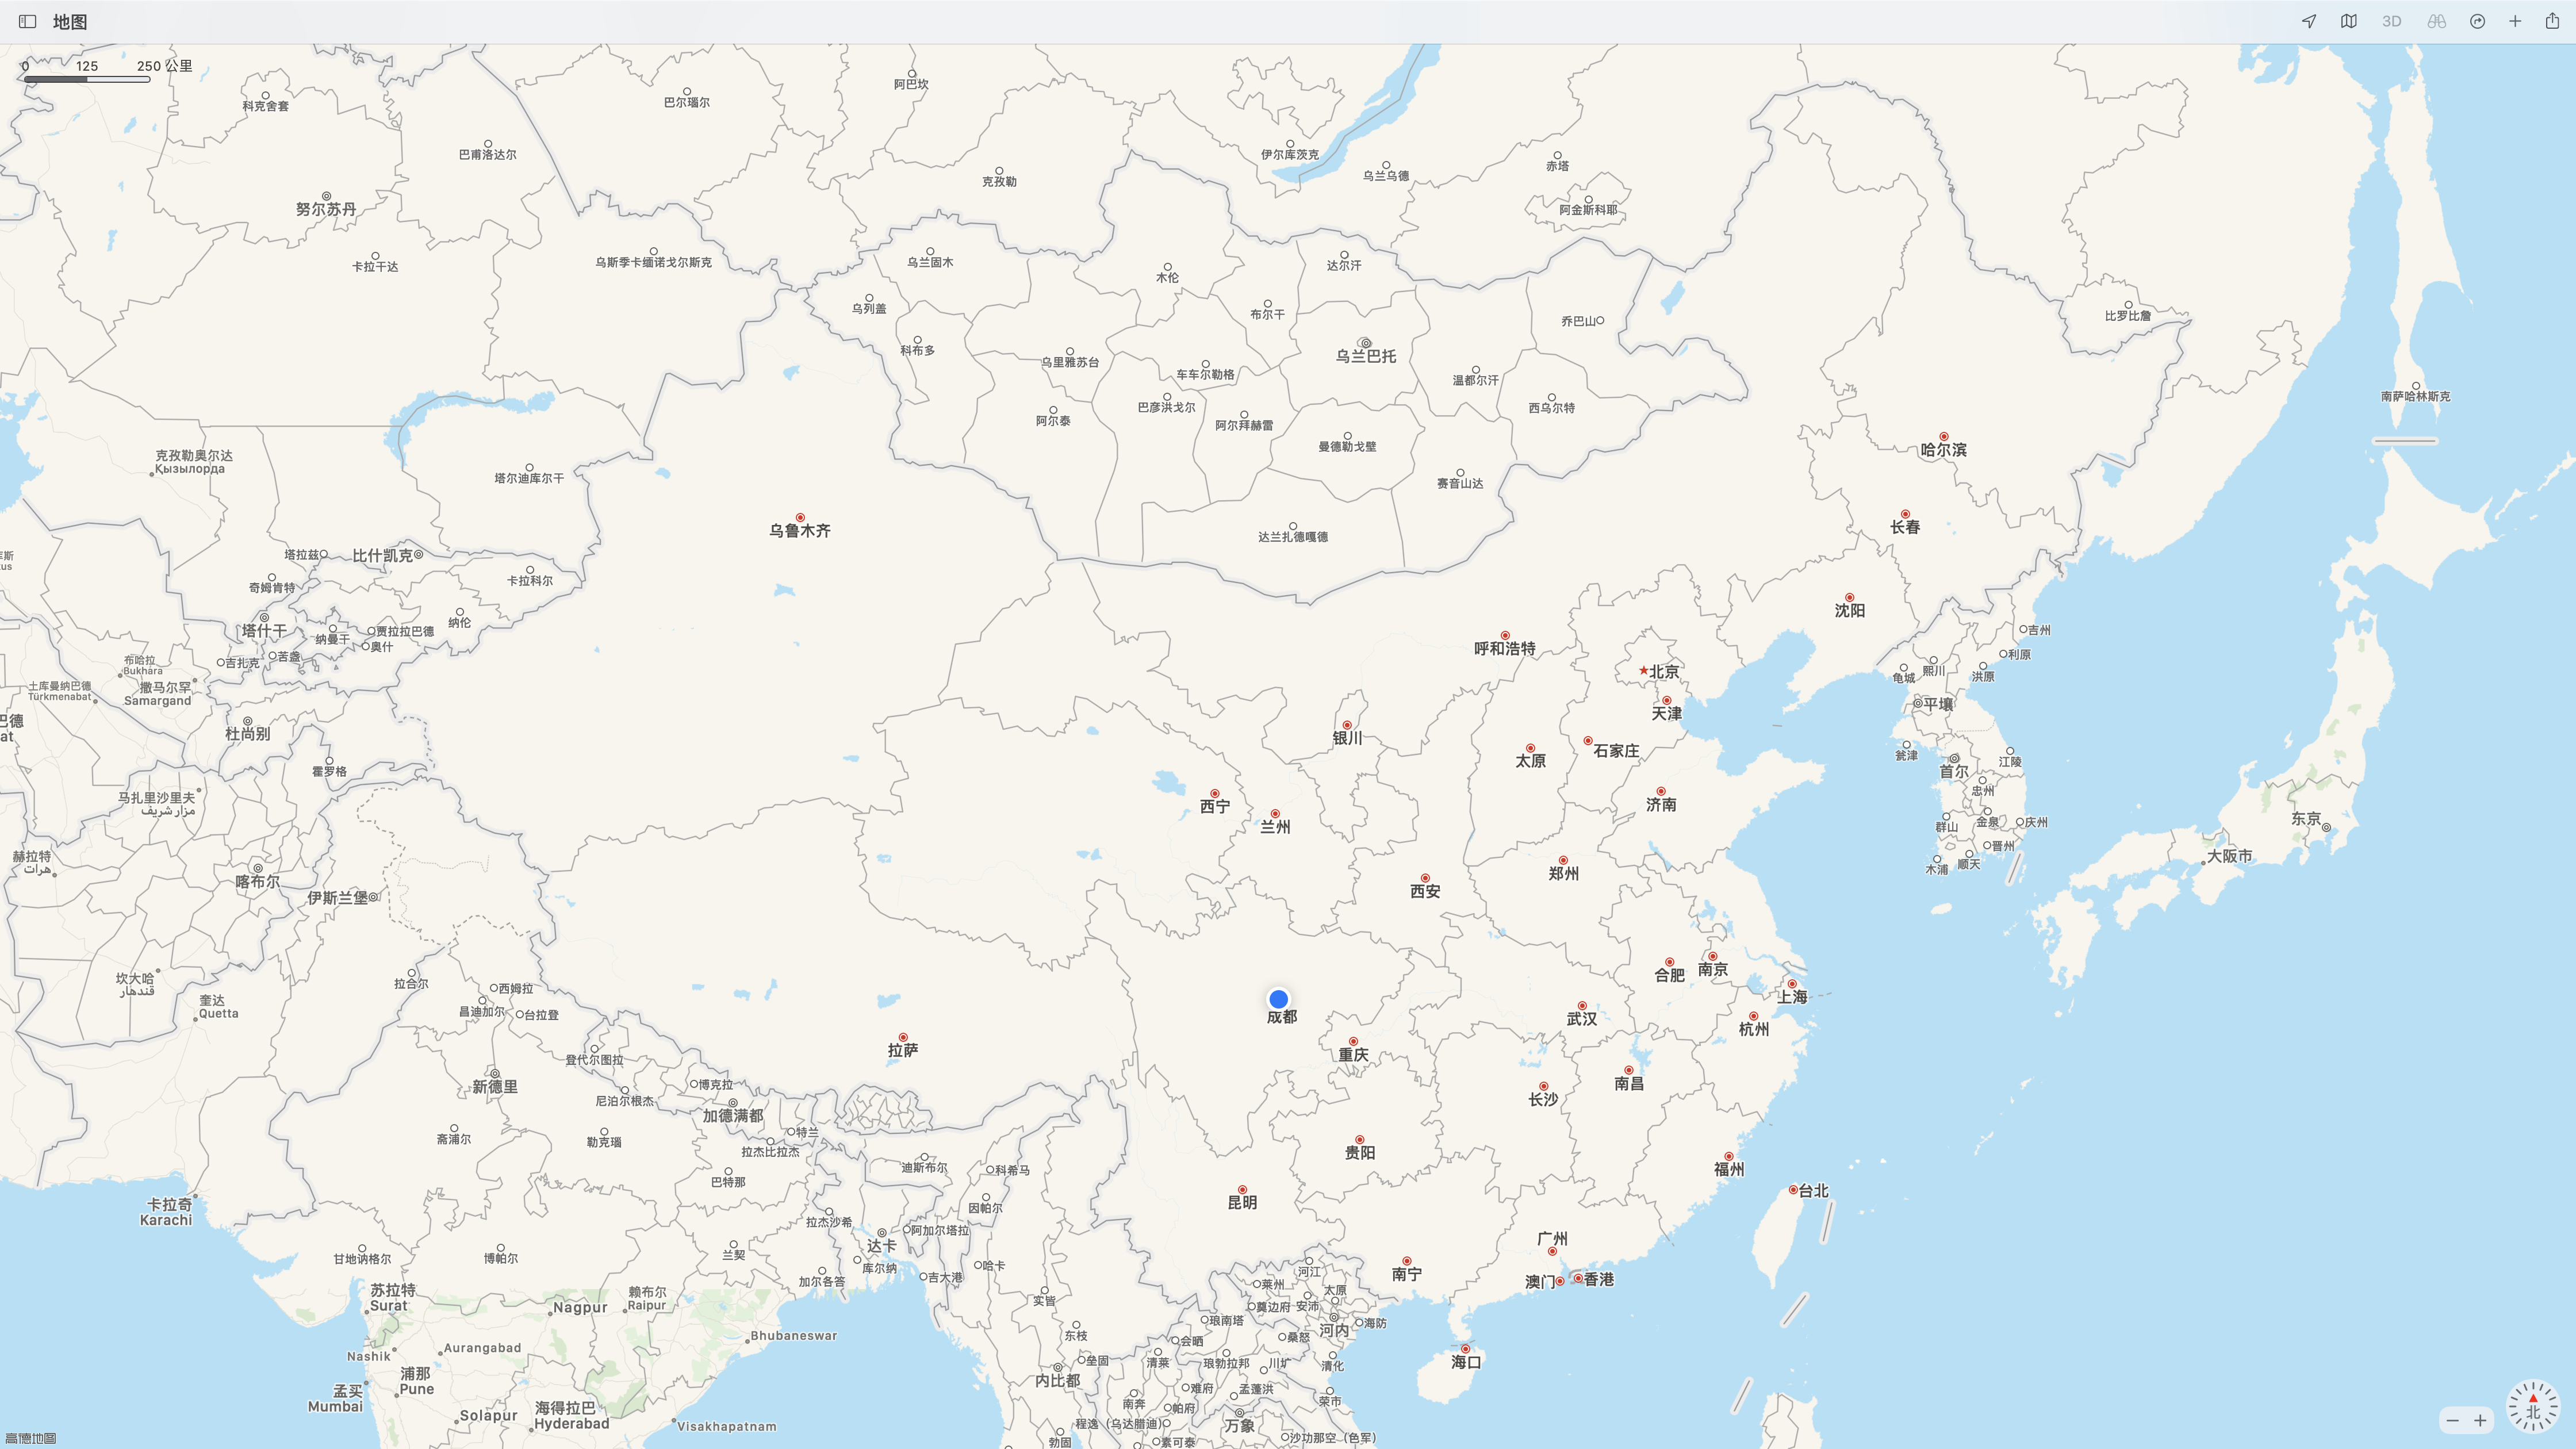 地图
3D
0 125 250 公里
科克舍套
巴尔瑙尔
阿巴坎
巴甫洛达尔
克孜勒
伊尔库茨克
乌兰乌德
赤塔
阿金斯科耶
努尔苏丹
卡拉干达
乌斯季卡缅诺戈尔斯克
乌兰固木
木伦
达尔汗
乌列盖
布尔干
乔巴山
比罗比詹
科布多
乌里雅苏台
车车尔勒格
乌兰巴托
温都尔汗
阿尔泰
巴彦洪戈尔
阿尔拜赫雷
西乌尔特
南萨哈林斯克
曼德勒戈壁
哈尔滨
克孜勒奥尔达
Қызылорда
塔尔迪库尔干
赛音山达
乌鲁木齐
达兰扎德嘎德
长春
塔拉兹
比什凯克
奇姆肯特
卡拉科尔
沈阳
塔什干
纳曼干
贾拉拉巴德
纳伦
奥什
吉州
呼和浩特
利原
布哈拉
Bukhara
吉扎克
苦盏
北京
龟城
熙川
洪原
土库曼纳巴德
Türkmenabat
撒马尔罕
Samarqand
天津
平壤
杜尚别
银川
太原
石家庄
瓮津
首尔
江陵
霍罗格
忠州
马扎里沙里夫
مزار شریف
西宁
兰州
济南
群山
金泉
庆州
东京
晋州
大阪市
赫拉特
هرات
喀布尔
郑州
木浦
顺天
伊斯兰堡
西安
坎大哈
قندهار
拉合尔
西姆拉
合肥
南京
奎达
Quetta
昌迪加尔
台拉登
成都
上海
武汉
杭州
登代尔图拉
拉萨
重庆
新德里
博克拉
南昌
尼泊尔根杰
加德满都
长沙
斋浦尔
勒克瑙
特兰
拉杰比拉杰
贵阳
迪斯布尔
科希马
福州
巴特那
台北
卡拉奇
Karachi
因帕尔
昆明
拉杰沙希
阿加尔塔拉
达卡
广州
甘地讷格尔
博帕尔
兰契
库尔纳
哈卡
南宁
加尔各答
吉大港
河江
澳门
香港
苏拉特
Surat
赖布尔
Raipur
Nagpur
莱州
太原
实皆
奠边府
安沛
琅南塔
河内
海防
东枝
Bhubaneswar
会晒
桑怒
Nashik
Aurangabad
垒固
清莱
琅勃拉邦
川圹
清化
海口
浦那
Pune
内比都
孟买
Mumbai
难府
孟蓬洪
南奔
荣市
海得拉巴
Hyderabad
Solapur
帕府
Visakhapatnam
程逸（乌达腊迪）
万象
勃固
素可泰
沙功那空（色军）
北
高德地图